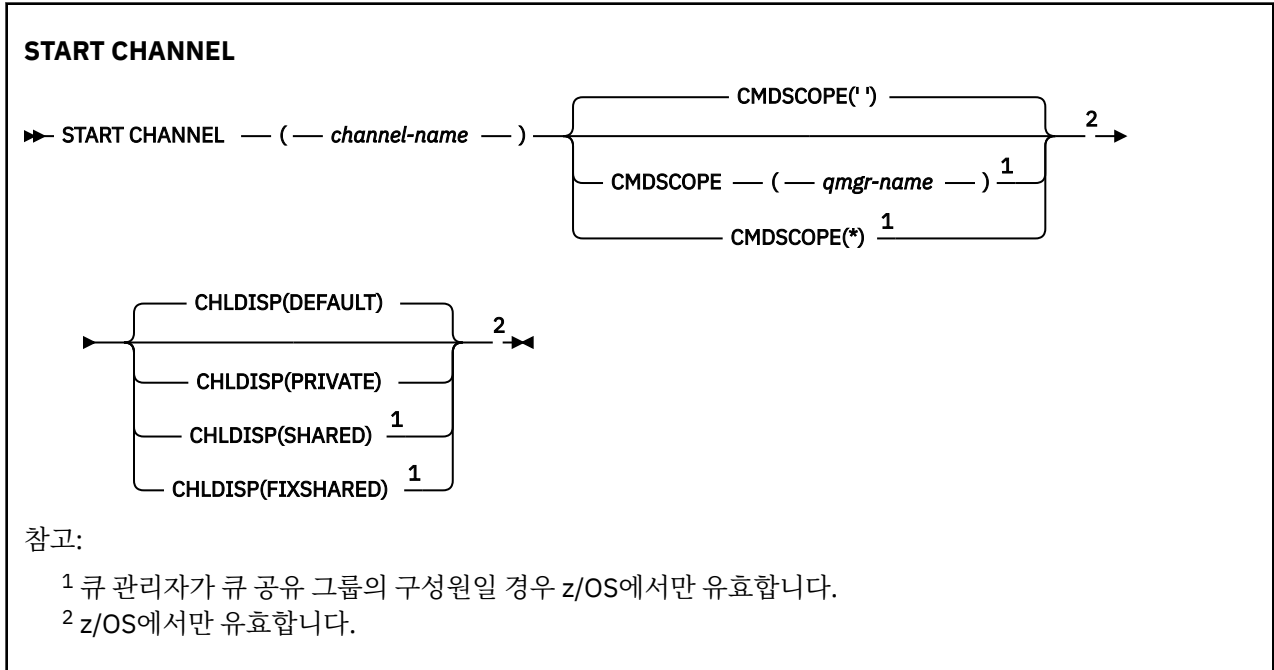 START CHANNEL
CMDSCOPE(' ')
START CHANNEL ( channel-name ) 2
CMDSCOPE ( qmgr-name ) 1
CMDSCOPE(*) 1
CHLDISP(DEFAULT)
2
CHLDISP(PRIVATE)
CHLDISP(SHARED) 1
CHLDISP(FIXSHARED) 1
참고:
1 큐 관리자가 큐 공유 그룹의 구성원일 경우 z/OS에서만 유효합니다.
2 z/OS에서만 유효합니다.